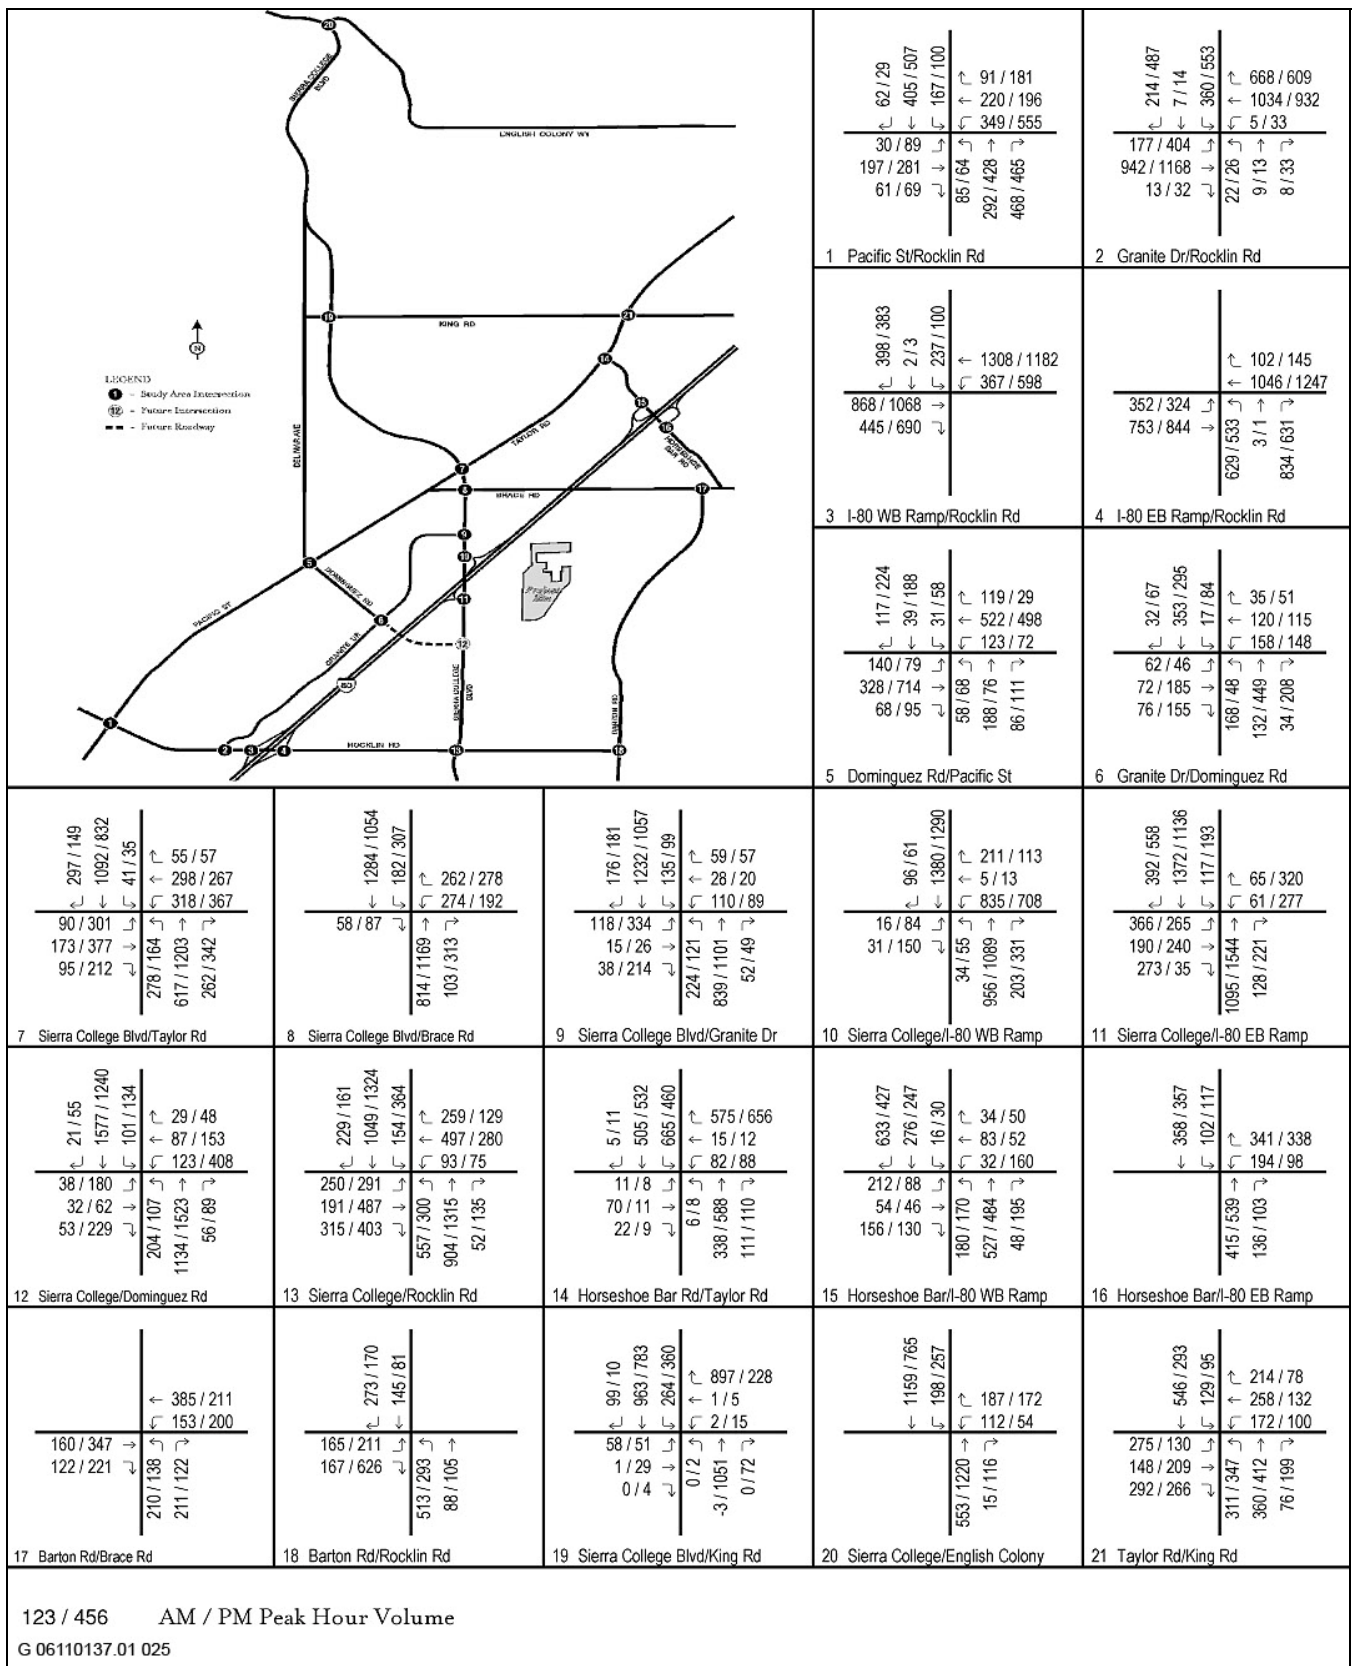 20
SIERRA COLLEGE
BLVD
ENGLISH COLONY WY
19
KING RD
21
N
14
LEGEND
1 - Study Area Intersection
12 - Future Intersection
- Future Roadway
15
16
HORSESHOE
BAR RD
DELMAR AVE
TAYLOR RD
7
8
BRACE RD
17
9
10
5
DOMINGUEZ RD
11
Project
Site
PACIFIC ST
6
12
GRANITE DR
80
SIERRA COLLEGE
BLVD
BARTON RD
1
2
3
4
ROCKLIN RD
13
18
62 / 29
405 / 507
167 / 100
91 / 181
220 / 196
349 / 555
30 / 89
197 / 281
61 / 69
85 / 64
292 / 428
468 / 465
1 Pacific St/Rocklin Rd
214 / 487
7 / 14
360 / 553
668 / 609
1034 / 932
5 / 33
177 / 404
942 / 1168
13 / 32
22 / 26
9 / 13
8 / 33
2 Granite Dr/Rocklin Rd
398 / 383
2 / 3
237 / 100
1308 / 1182
367 / 598
868 / 1068
445 / 690
3 I-80 WB Ramp/Rocklin Rd
102 / 145
1046 / 1247
352 / 324
753 / 844
629 / 533
3 / 1
834 / 631
4 I-80 EB Ramp/Rocklin Rd
117 / 224
39 / 188
31 / 58
119 / 29
522 / 498
123 / 72
140 / 79
328 / 714
68 / 95
58 / 68
188 / 76
86 / 111
5 Dominguez Rd/Pacific St
32 / 67
353 / 295
17 / 84
35 / 51
120 / 115
158 / 148
62 / 46
72 / 185
76 / 155
168 / 48
132 / 449
34 / 208
6 Granite Dr/Dominguez Rd
297 / 149
1092 / 832
41 / 35
55 / 57
298 / 267
318 / 367
90 / 301
173 / 377
95 / 212
278 / 164
617 / 1203
262 / 342
7 Sierra College Blvd/Taylor Rd
1284 / 1054
182 / 307
262 / 278
274 / 192
58 / 87
814 / 1169
103 / 313
8 Sierra College Blvd/Brace Rd
176 / 181
1232 / 1057
135 / 99
59 / 57
28 / 20
110 / 89
118 / 334
15 / 26
38 / 214
224 / 121
839 / 1101
52 / 49
9 Sierra College Blvd/Granite Dr
96 / 61
1380 / 1290
211 / 113
5 / 13
835 / 708
16 / 84
31 / 150
34 / 55
956 / 1089
203 / 331
10 Sierra College/I-80 WB Ramp
392 / 558
1372 / 1136
117 / 193
65 / 320
61 / 277
366 / 265
190 / 240
273 / 35
1095 / 1544
128 / 221
11 Sierra College/I-80 EB Ramp
21 / 55
1577 / 1240
101 / 134
29 / 48
87 / 153
123 / 408
38 / 180
32 / 62
53 / 229
204 / 107
1134 / 1523
56 / 89
12 Sierra College/Dominguez Rd
229 / 161
1049 / 1324
154 / 364
259 / 129
497 / 280
93 / 75
250 / 291
191 / 487
315 / 403
557 / 300
904 / 1315
52 / 135
13 Sierra College/Rocklin Rd
5 / 11
505 / 532
665 / 460
575 / 656
15 / 12
82 / 88
11 / 8
70 / 11
22 / 9
6 / 8
338 / 588
111 / 110
14 Horseshoe Bar Rd/Taylor Rd
633 / 427
276 / 247
16 / 30
34 / 50
83 / 52
32 / 160
212 / 88
54 / 46
156 / 130
180 / 170
527 / 484
48 / 195
15 Horseshoe Bar/I-80 WB Ramp
368 / 357
102 / 117
341 / 338
194 / 98
415 / 539
136 / 103
16 Horseshoe Bar/I-80 EB Ramp
385 / 211
153 / 200
160 / 347
122 / 221
210 / 138
211 / 122
17 Barton Rd/Brace Rd
273 / 170
145 / 81
165 / 211
167 / 626
513 / 293
88 / 105
18 Barton Rd/Rocklin Rd
99 / 10
963 / 783
264 / 360
897 / 228
1 / 5
2 / 15
58 / 51
1 / 29
0 / 4
0 / 2
-3 / 1051
0 / 72
19 Sierra College Blvd/King Rd
1159 / 765
198 / 257
187 / 172
112 / 54
553 / 1220
15 / 116
20 Sierra College/English Colony
546 / 293
129 / 95
214 / 78
258 / 132
172 / 100
275 / 130
148 / 209
292 / 266
311 / 347
360 / 412
76 / 199
21 Taylor Rd/King Rd
123 / 456 AM / PM Peak Hour Volume
G 06110137.01 025